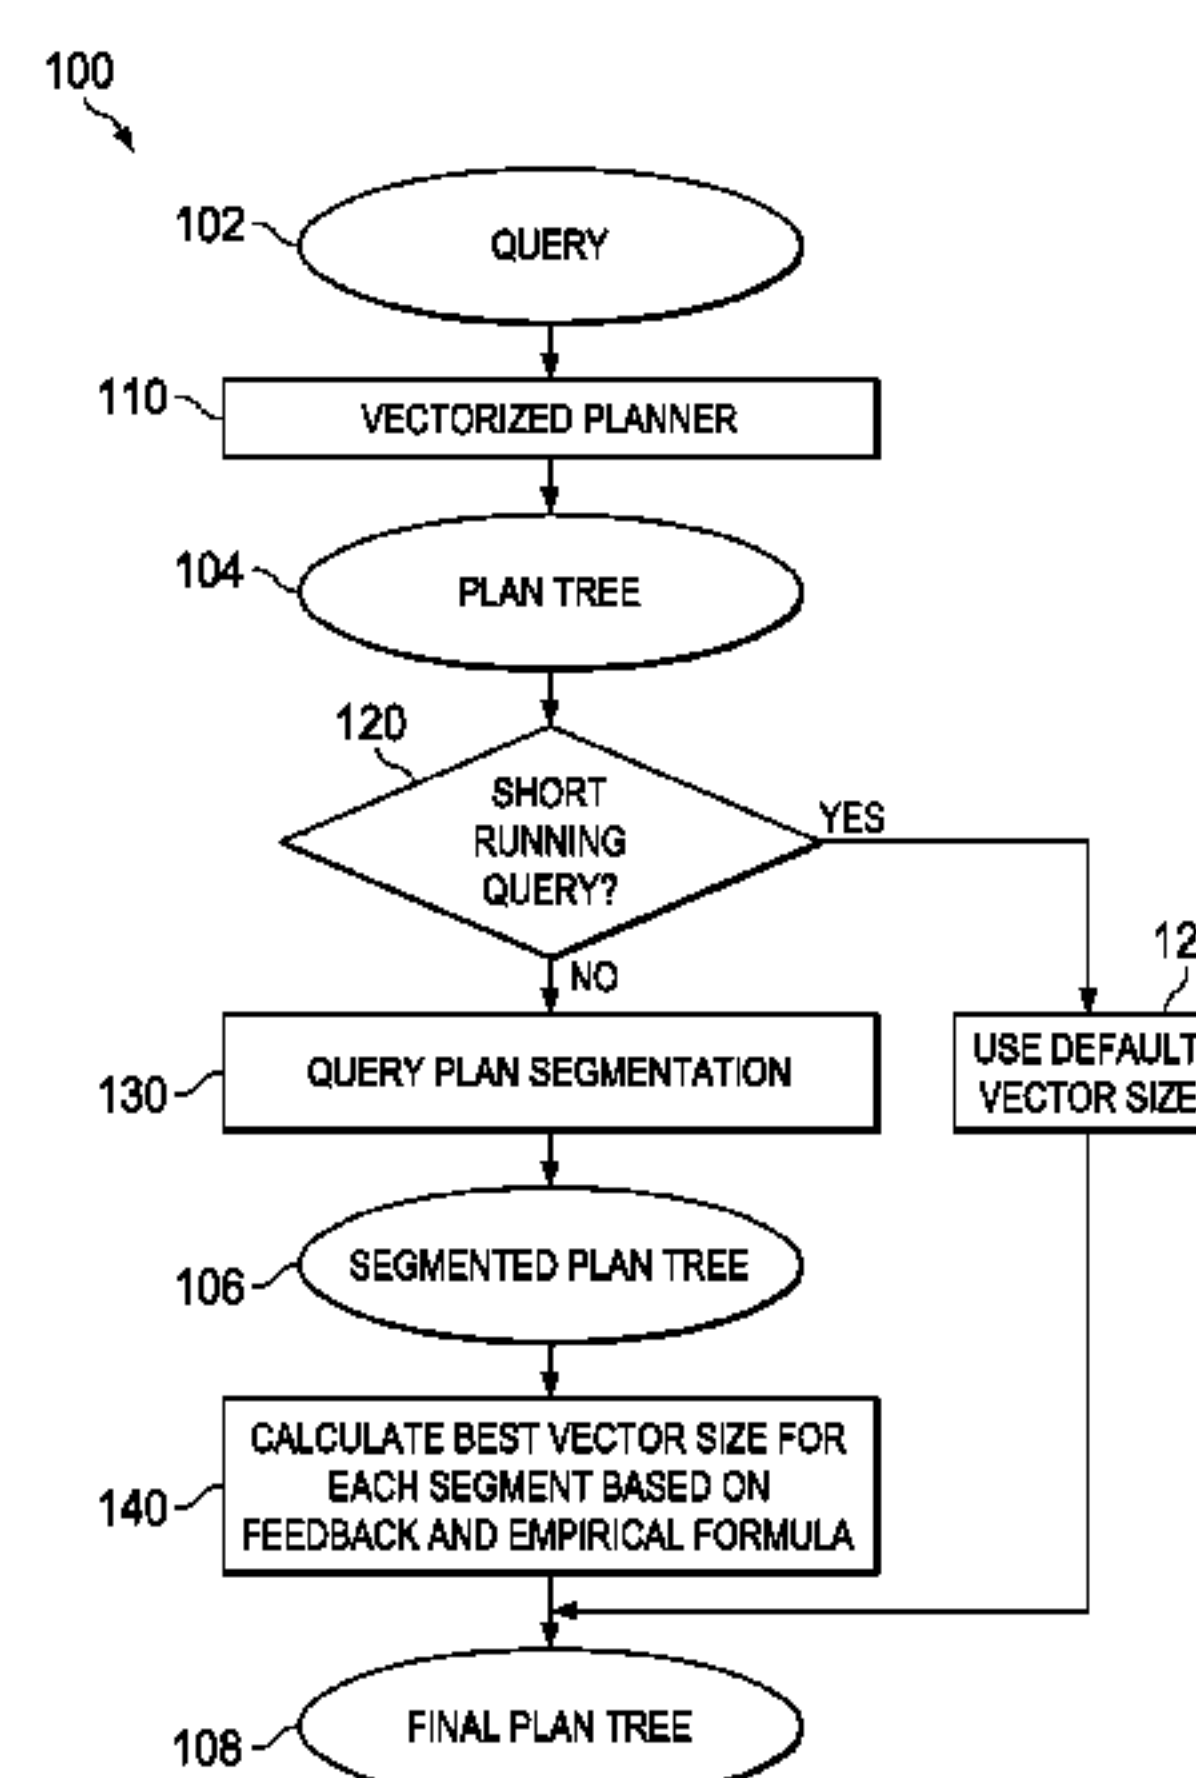 100
102
QUERY
110
VECTORIZED PLANNER
104
PLAN TREE
120
SHORT
RUNNING
QUERY?
YES
NO
130
QUERY PLAN SEGMENTATION
USE DEFAULT
VECTOR SIZE
106
SEGMENTED PLAN TREE
140
CALCULATE BEST VECTOR SIZE FOR
EACH SEGMENT BASED ON
FEEDBACK AND EMPIRICAL FORMULA
108
FINAL PLAN TREE